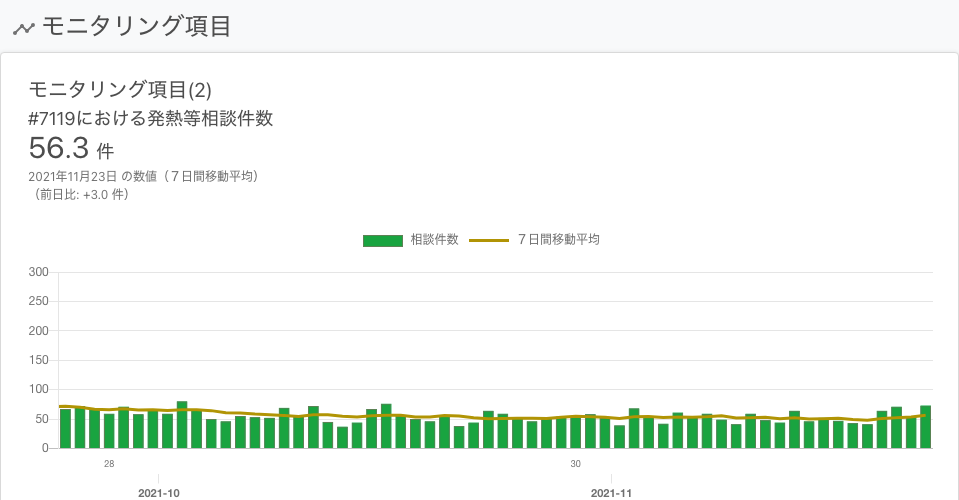 モニタリング項目
モニタリング項目(2)
#7119における発熱等相談件数
56.3 件
2021年11月23日 の数値（７日間移動平均）
（前日比: +3.0 件）
相談件数 ７日間移動平均
300
250
200
150
100
50
0
28 30
2021-10 2021-11